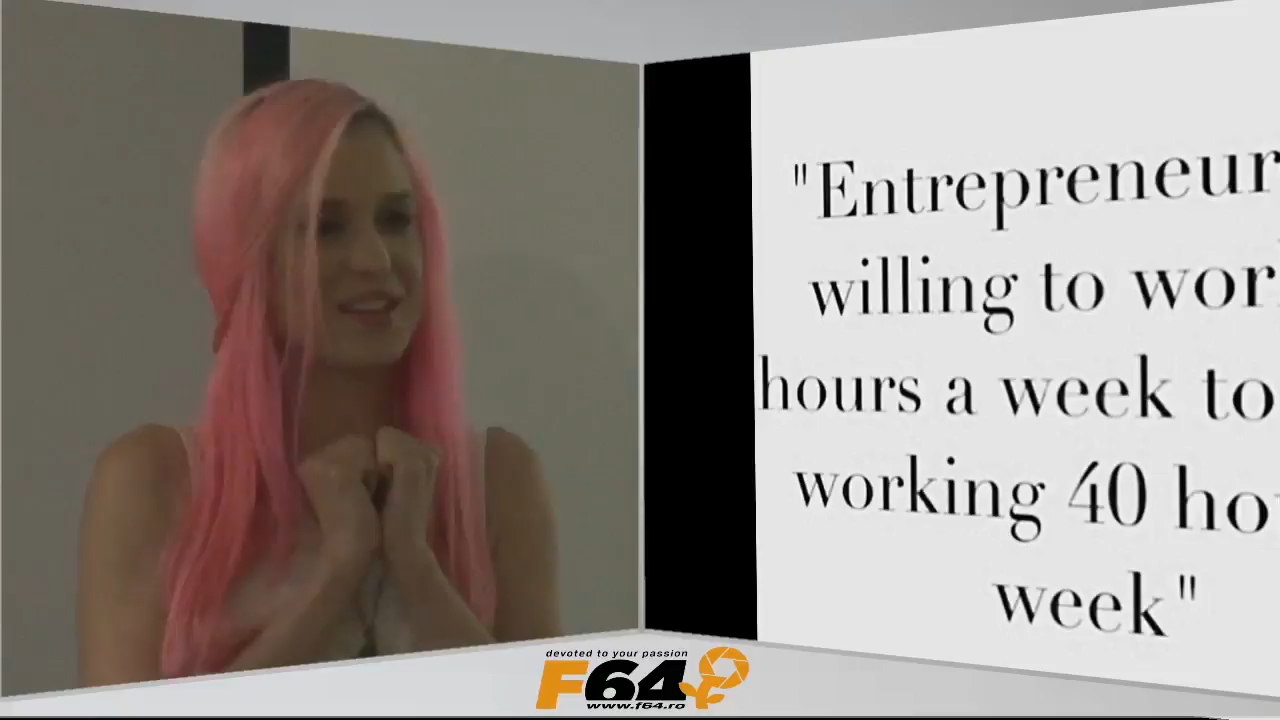 "Entrepreneur
willing to wor
hours a week to
working 40 ho
week"
devoted to your passion
F64
www.f64.ro